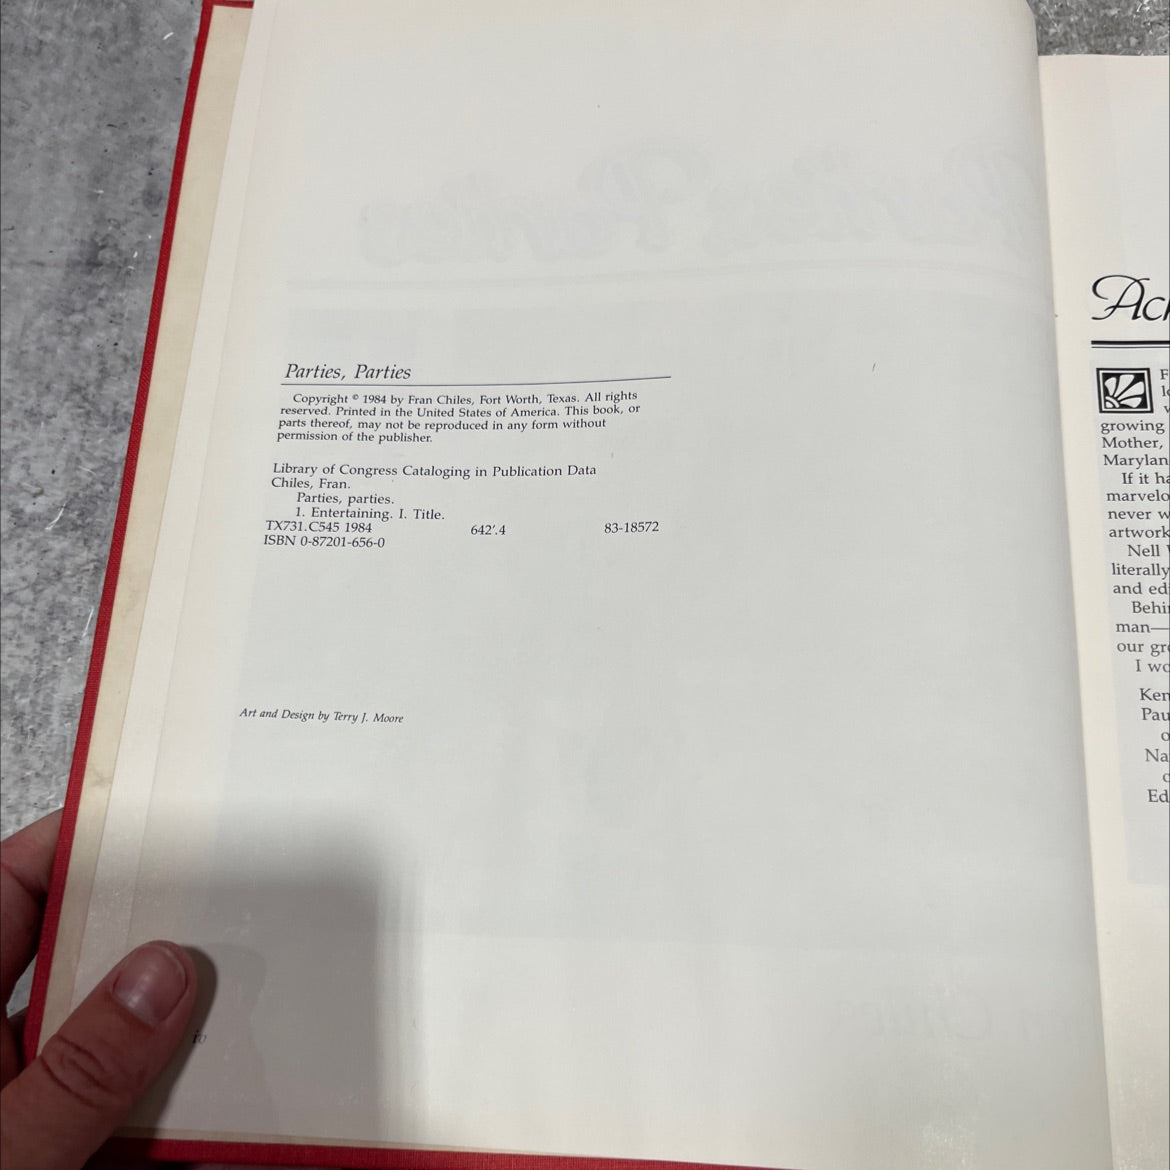 Parties, Parties
Copyright © 1984 by Fran Chiles, Fort Worth, Texas. All rights
reserved. Printed in the United States of America. This book, or
parts thereof, may not be reproduced in any form without
permission of the publisher.
Library of Congress Cataloging in Publication Data
Chiles, Fran.
Parties, parties.
1. Entertaining. I. Title.
TX731.C545 1984 642'.4 83-18572
ISBN 0-87201-656-0
Art and Design by Terry J. Moore
iv
growing
Mother,
If it
never
artwork
Nell
literally
and
man—
our
I